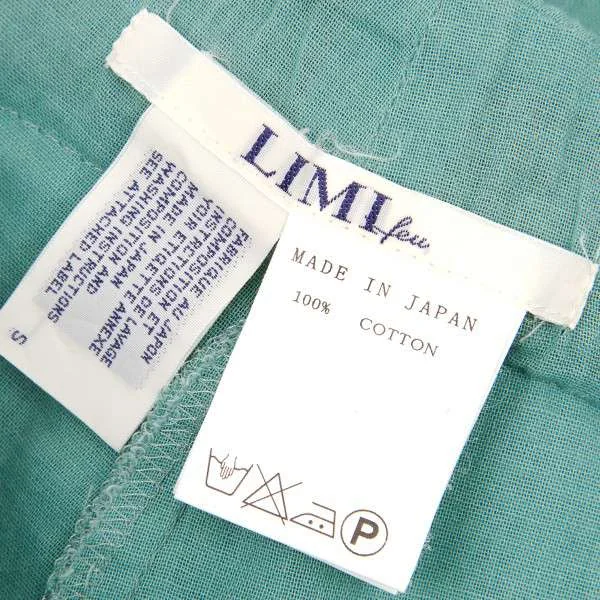 LIMI feu
MADE IN JAPAN
100% COTTON
P
FABRIQUE AU JAPON
COMPOSITION ET
INSTRUCTIONS DE LAVAGE
VOIR ETIQUETTE ANNEXE
MADE IN JAPAN
COMPOSITION AND
WASHING INSTRUCTIONS
SEE ATTACHED LABEL
S